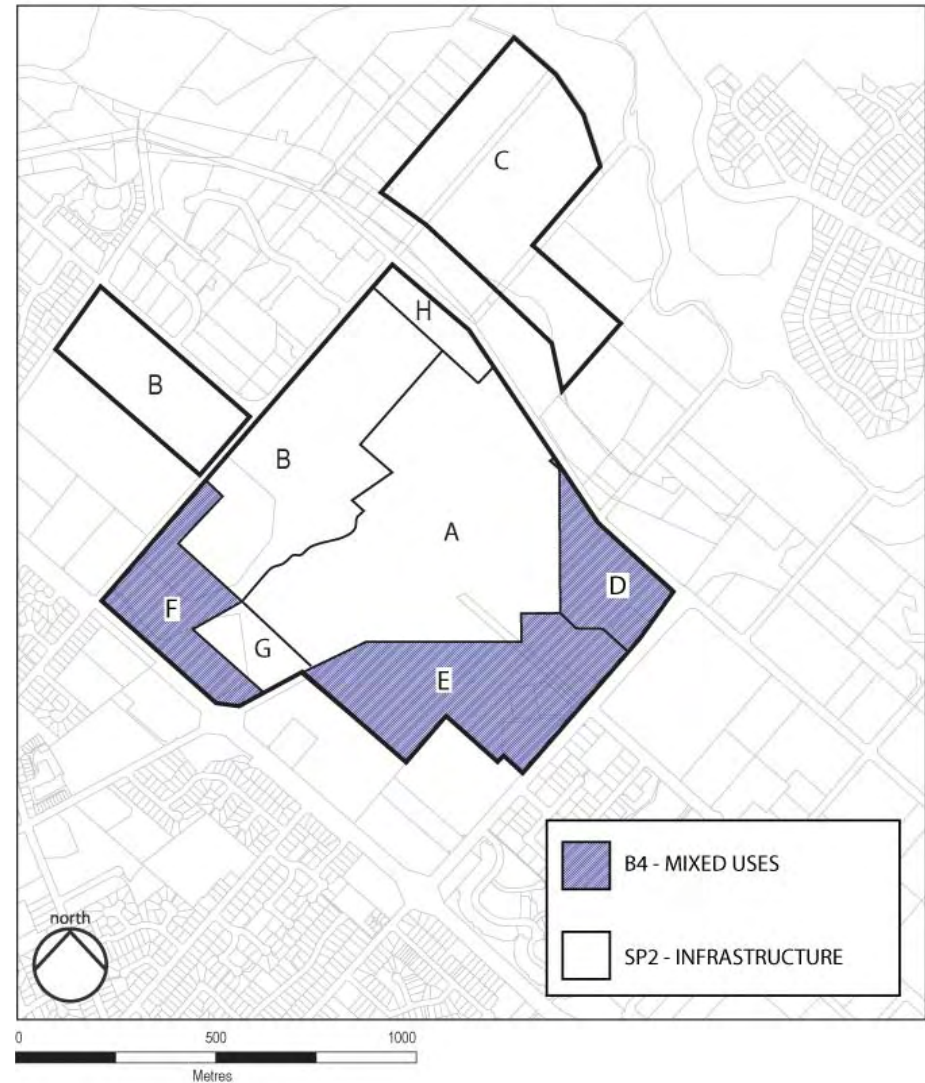 C
H
B
B
A
D
F
G
E
B4 - MIXED USES
SP2 - INFRASTRUCTURE
north
0 500 1000
Metres